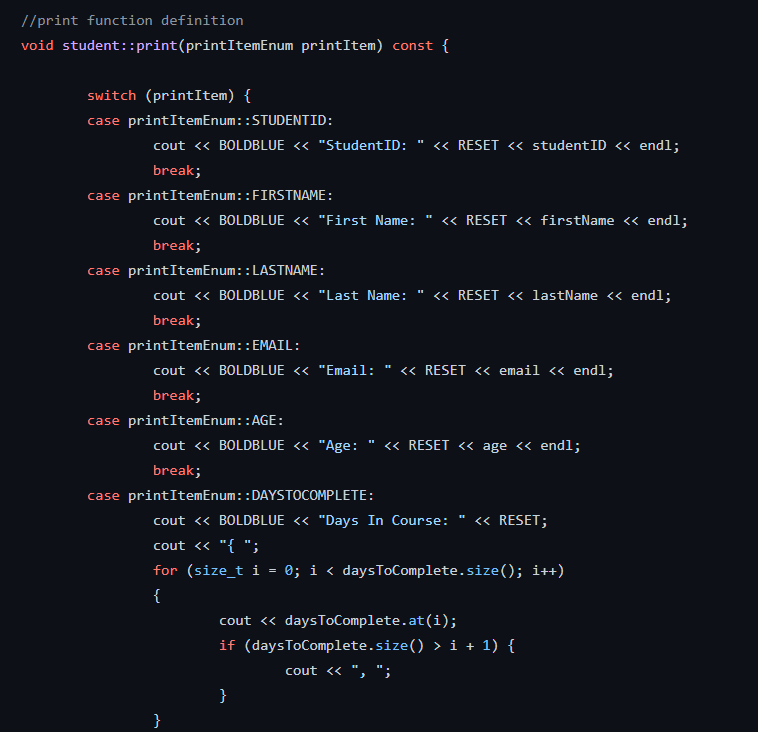 //print function definition
void student::print(printItemEnum printItem) const {
switch (printItem) {
case printItemEnum::STUDENTID:
cout << BOLDBLUE << "StudentID: " << RESET << studentID << endl;
break;
case printItemEnum::FIRSTNAME:
cout << BOLDBLUE << "First Name: " << RESET << firstName << endl;
break;
case printItemEnum::LASTNAME:
cout << BOLDBLUE << "Last Name: " << RESET << lastName << endl;
break;
case printItemEnum::EMAIL:
cout << BOLDBLUE << "Email: " << RESET << email << endl;
break;
case printItemEnum::AGE:
cout << BOLDBLUE << "Age: " << RESET << age << endl;
break;
case printItemEnum::DAYSTOCOMPLETE:
cout << BOLDBLUE << "Days In Course: " << RESET;
cout << "{ ";
for (size_t i = 0; i < daysToComplete.size(); i++)
{
cout << daysToComplete.at(i);
if (daysToComplete.size() > i + 1) {
cout << ", ";
}
}